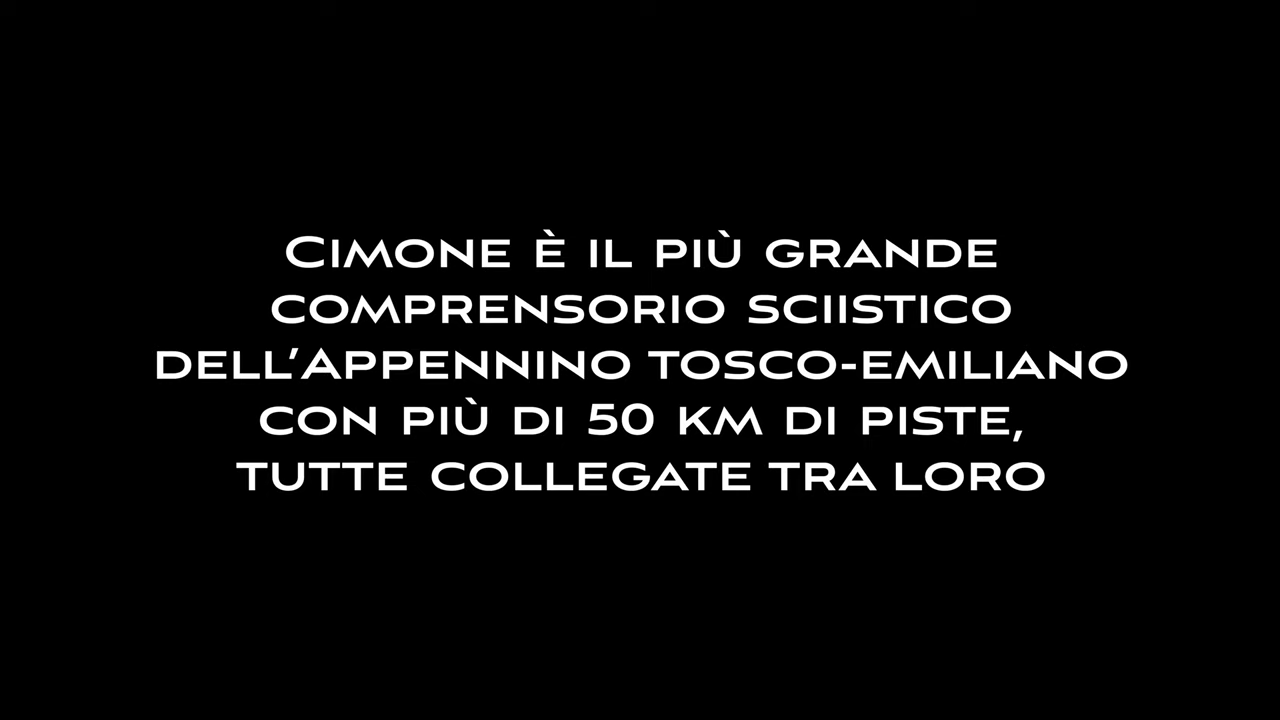 Cimone è il più grande
comprensorio sciistico
dell'Appennino tosco-emiliano
con più di 50 km di piste,
tutte collegate tra loro